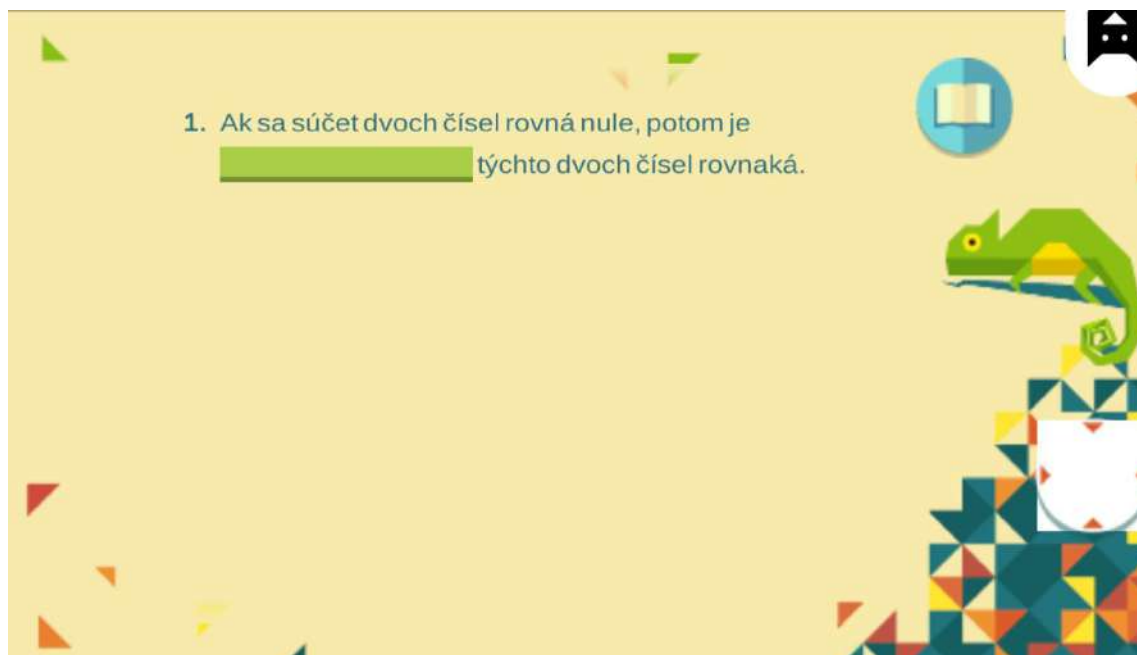 1. Ak sa súčet dvoch čísel rovná nule, potom je
týchto dvoch čísel rovnaká.